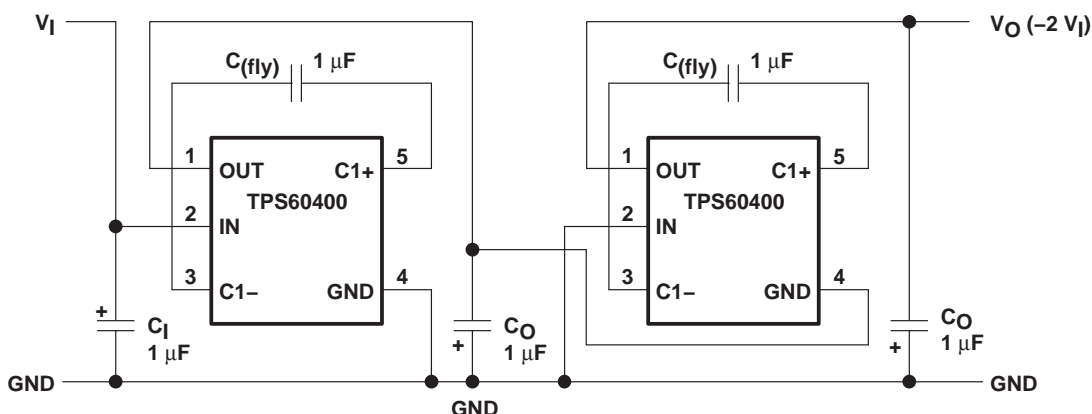 VI
VO (−2 VI)
C(fly) 1 μF
C(fly) 1 μF
1 OUT C1+ 5
TPS60400
2 IN
3 C1− GND 4
1 OUT C1+ 5
TPS60400
2 IN
3 C1− GND 4
+ CI
1 μF
+ CO
1 μF
+ CO
1 μF
GND
GND
GND